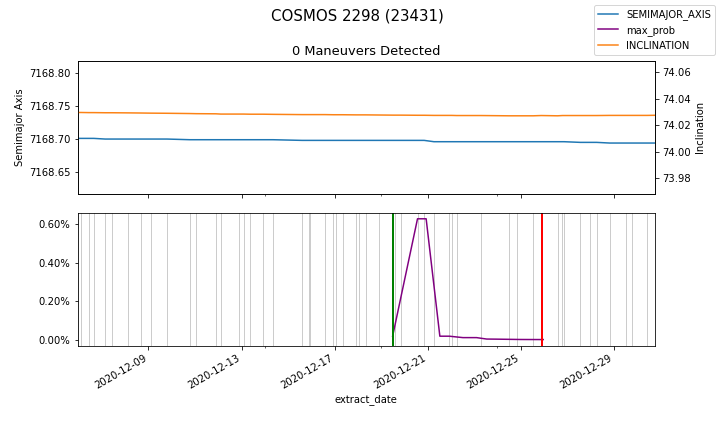 COSMOS 2298 (23431)
SEMIMAJOR_AXIS
max_prob
INCLINATION
0 Maneuvers Detected
Semimajor Axis
7168.80
7168.75
7168.70
7168.65
74.06
74.04
74.02
74.00
73.98
Inclination
0.60%
0.40%
0.20%
0.00%
2020-12-09
2020-12-13
2020-12-17
2020-12-21
2020-12-25
2020-12-29
extract_date